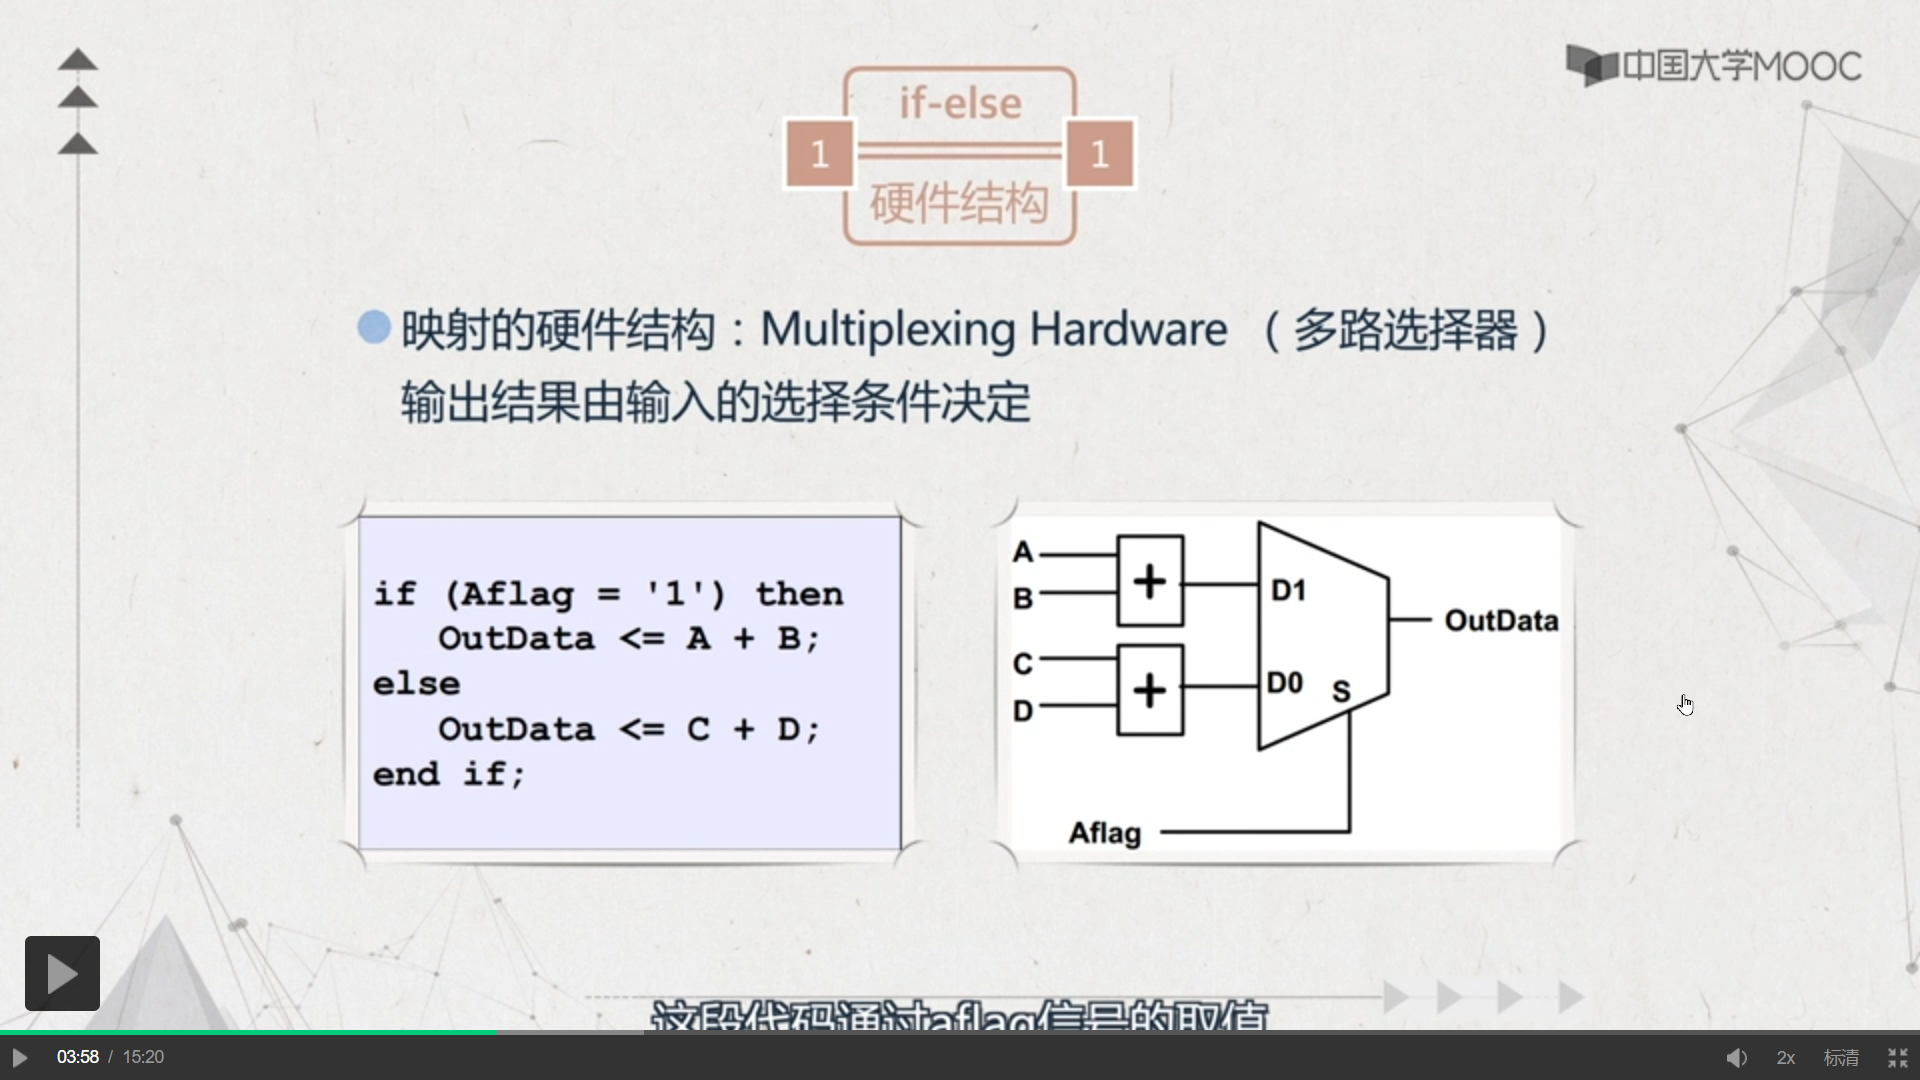 中国大学MOOC
if-else
1
1
硬件结构
映射的硬件结构：Multiplexing Hardware （多路选择器）
输出结果由输入的选择条件决定
if (Aflag = '1') then
OutData <= A + B;
else
OutData <= C + D;
end if;
A
B
+
D1
OutData
C
D
+
D0
S
Aflag
这段代码通过aflag信号的取值
03:58 / 15:20
2x
标清